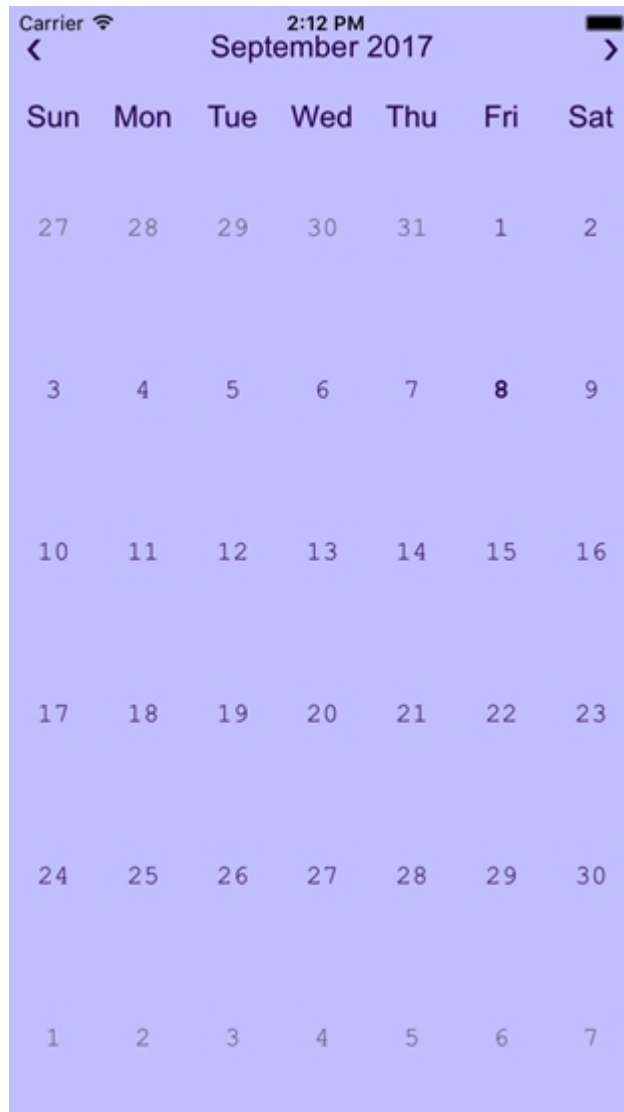 Carrier 2:12 PM
‹ September 2017 ›
Sun Mon Tue Wed Thu Fri Sat
27 28 29 30 31 1 2
3 4 5 6 7 8 9
10 11 12 13 14 15 16
17 18 19 20 21 22 23
24 25 26 27 28 29 30
1 2 3 4 5 6 7